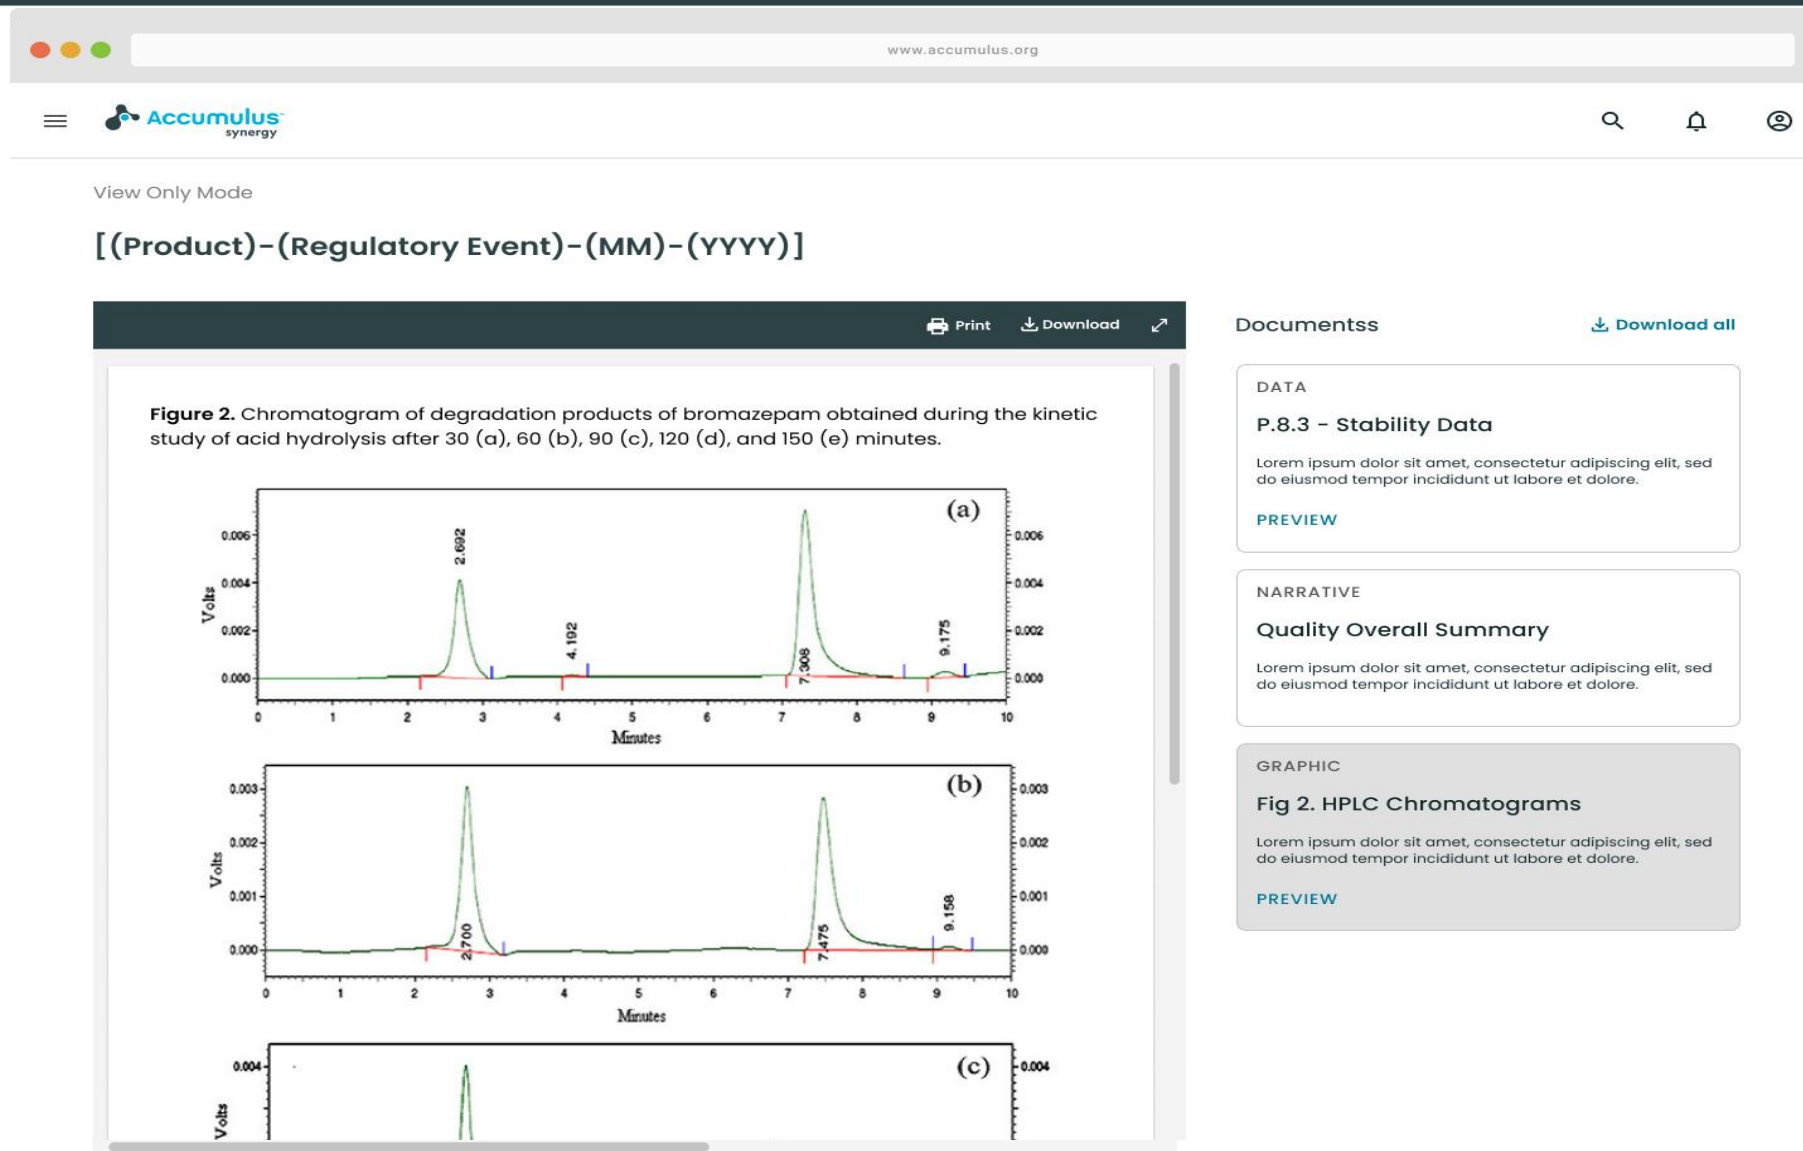 www.accumulus.org
Accumulus
synergy
View Only Mode
[(Product)-(Regulatory Event)-(MM)-(YYYY)]
Print Download
Figure 2. Chromatogram of degradation products of bromazepam obtained during the kinetic
study of acid hydrolysis after 30 (a), 60 (b), 90 (c), 120 (d), and 150 (e) minutes.
(a)
0.006
0.004
0.002
0.000
Volts
2.692
4.192
7.308
9.175
0.006
0.004
0.002
0.000
0 1 2 3 4 5 6 7 8 9 10
Minutes
(b)
0.003
0.002
0.001
0.000
Volts
2.700
7.475
9.158
0.003
0.002
0.001
0.000
0 1 2 3 4 5 6 7 8 9 10
Minutes
(c)
0.004
Volts
0.004
Documentss
Download all
DATA
P.8.3 - Stability Data
Lorem ipsum dolor sit amet, consectetur adipiscing elit, sed
do eiusmod tempor incididunt ut labore et dolore.
PREVIEW
NARRATIVE
Quality Overall Summary
Lorem ipsum dolor sit amet, consectetur adipiscing elit, sed
do eiusmod tempor incididunt ut labore et dolore.
GRAPHIC
Fig 2. HPLC Chromatograms
Lorem ipsum dolor sit amet, consectetur adipiscing elit, sed
do eiusmod tempor incididunt ut labore et dolore.
PREVIEW